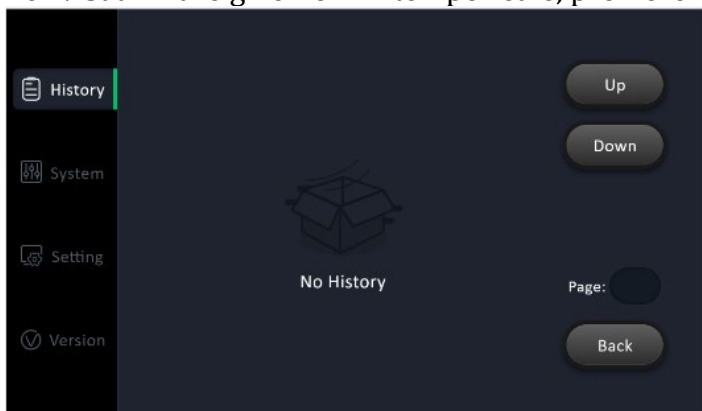 History
System
Setting
Version
No History
Up
Down
Page:
Back